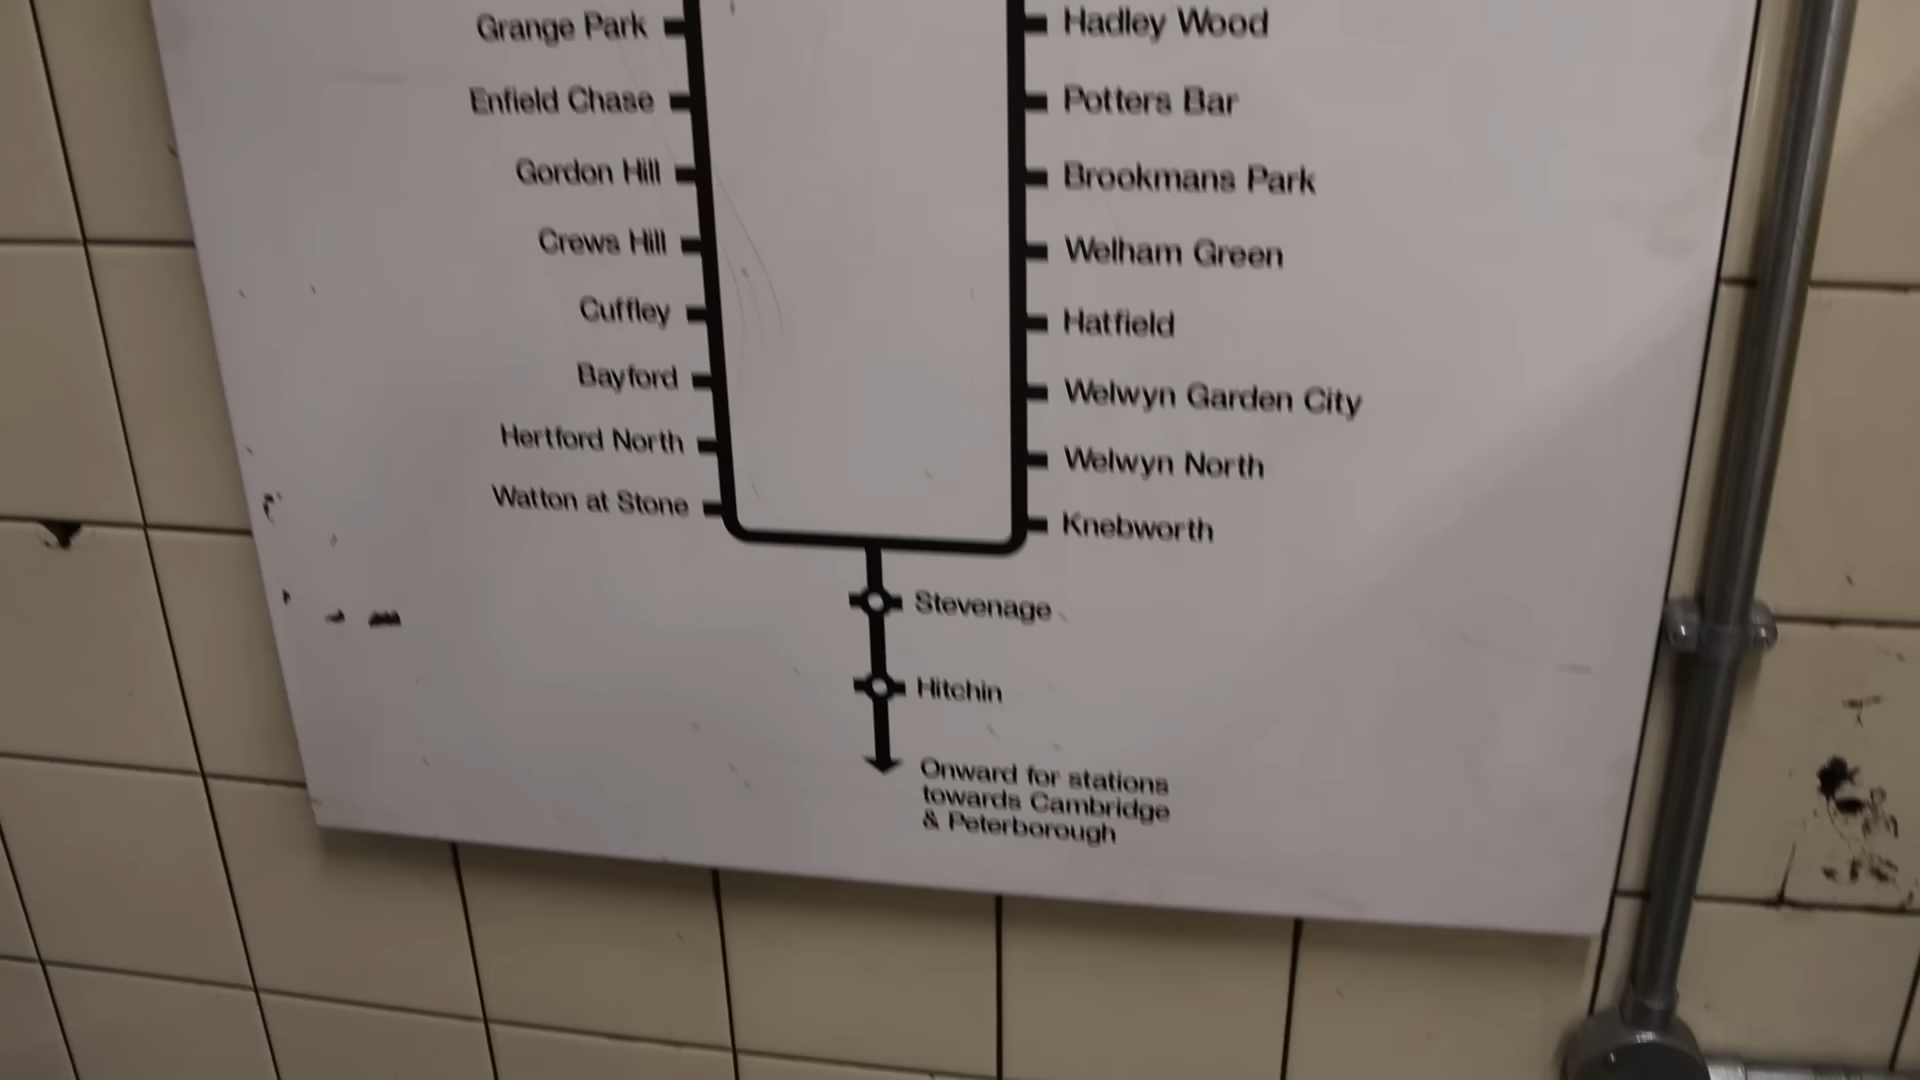 Grange Park
Enfield Chase
Gordon Hill
Crews Hill
Cuffley
Bayford
Hertford North
Watton at Stone
Hadley Wood
Potters Bar
Brookmans Park
Welham Green
Hatfield
Welwyn Garden City
Welwyn North
Knebworth
Stevenage
Hitchin
Onward for stations
towards Cambridge
& Peterborough